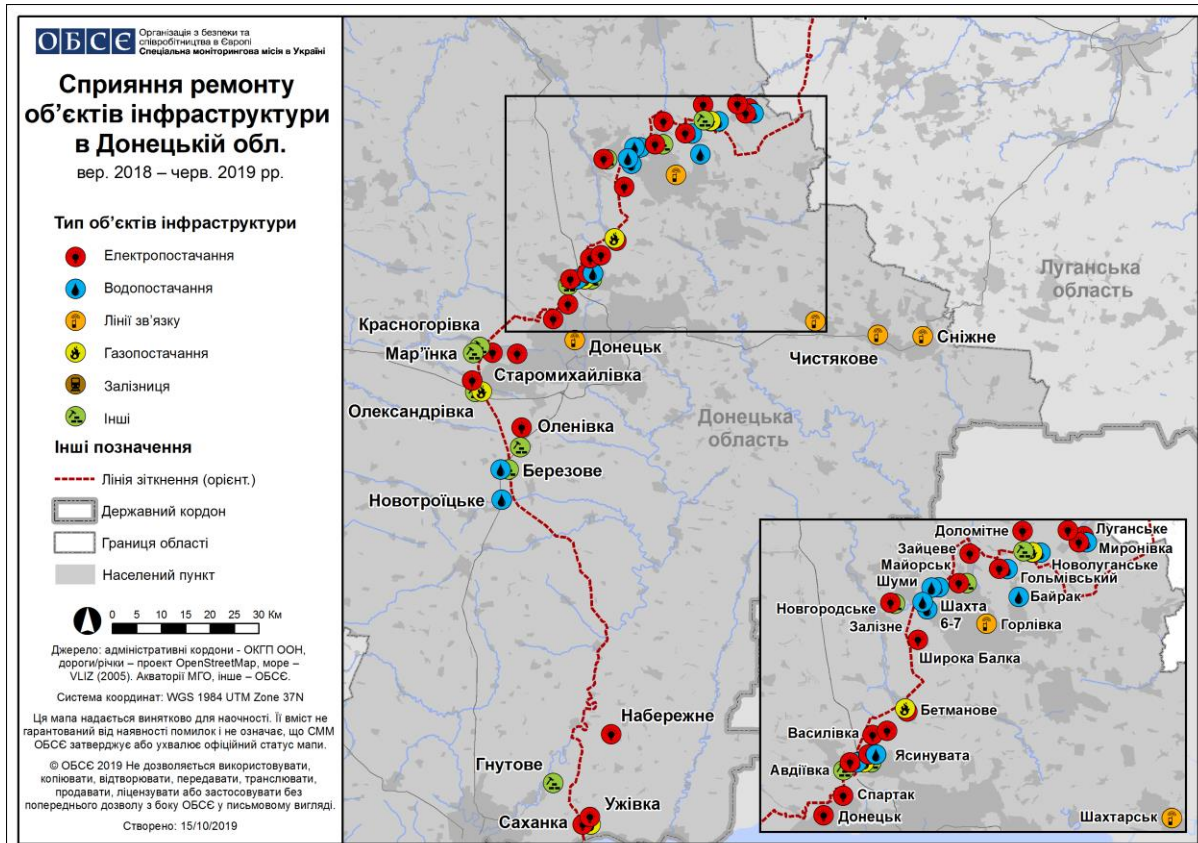 ОБСЄ
Організація з безпеки та
співробітництва в Європі
Спеціальна моніторингова місія в Україні
Сприяння ремонту
об’єктів інфраструктури
в Донецькій обл.
вер. 2018 – черв. 2019 рр.
Тип об’єктів інфраструктури
Електропостачання
Водопостачання
Лінії зв’язку
Газопостачання
Залізниця
Інші
Інші позначення
Лінія зіткнення (орієнт.)
Державний кордон
Границя області
Населений пункт
0 5 10 15 20 25 30 Км
Джерело: адміністративні кордони - ОКГП ООН,
дороги/річки – проект OpenStreetMap, море –
VLIZ (2005). Акваторії МГО, інше – ОБСЄ.
Система координат: WGS 1984 UTM Zone 37N
Ця мапа надається винятково для наочності. Її вміст не
гарантований від наявності помилок і не означає, що СММ
ОБСЄ затверджує або ухвалює офіційний статус мапи.
© ОБСЄ 2019 Не дозволяється використовувати,
копіювати, відтворювати, передавати, транслювати,
продавати, ліцензувати або застосовувати без
попереднього дозволу з боку ОБСЄ у письмовому вигляді.
Створено: 15/10/2019
Луганська
область
Красногорівка
Мар’їнка
Донецьк
Чистякове
Сніжне
Старомихайлівка
Олександрівка
Донецька
область
Оленівка
Березове
Новотроїцьке
Набережне
Гнутове
Ужівка
Саханка
Доломітне
Луганське
Зайцеве
Миронівка
Майорськ
Новолуганське
Шуми
Гольмівський
Байрак
Новгородське
Шахта
6-7
Залізне
Горлівка
Широка Балка
Бетманове
Василівка
Ясинувата
Авдіївка
Спартак
Донецьк
Шахтарськ